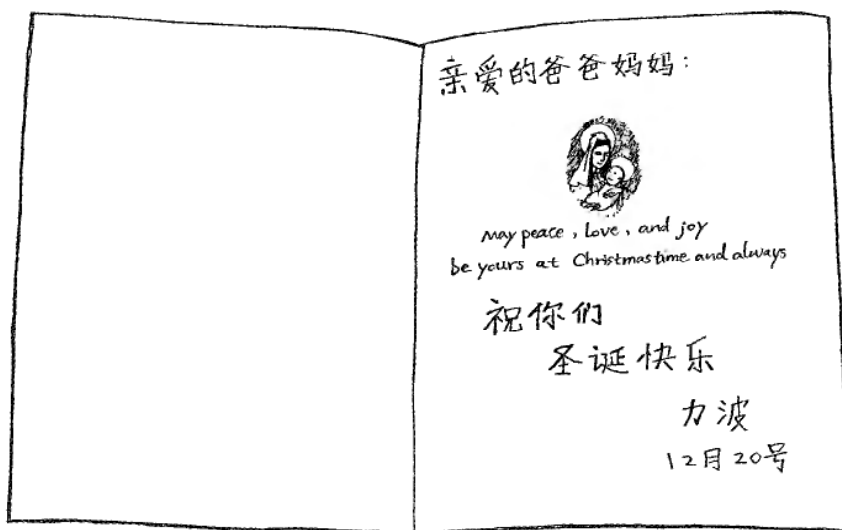 亲爱的爸爸妈妈：
May peace, love, and joy
be yours at Christmastime and always
祝你们
圣诞快乐
力波
12月20号